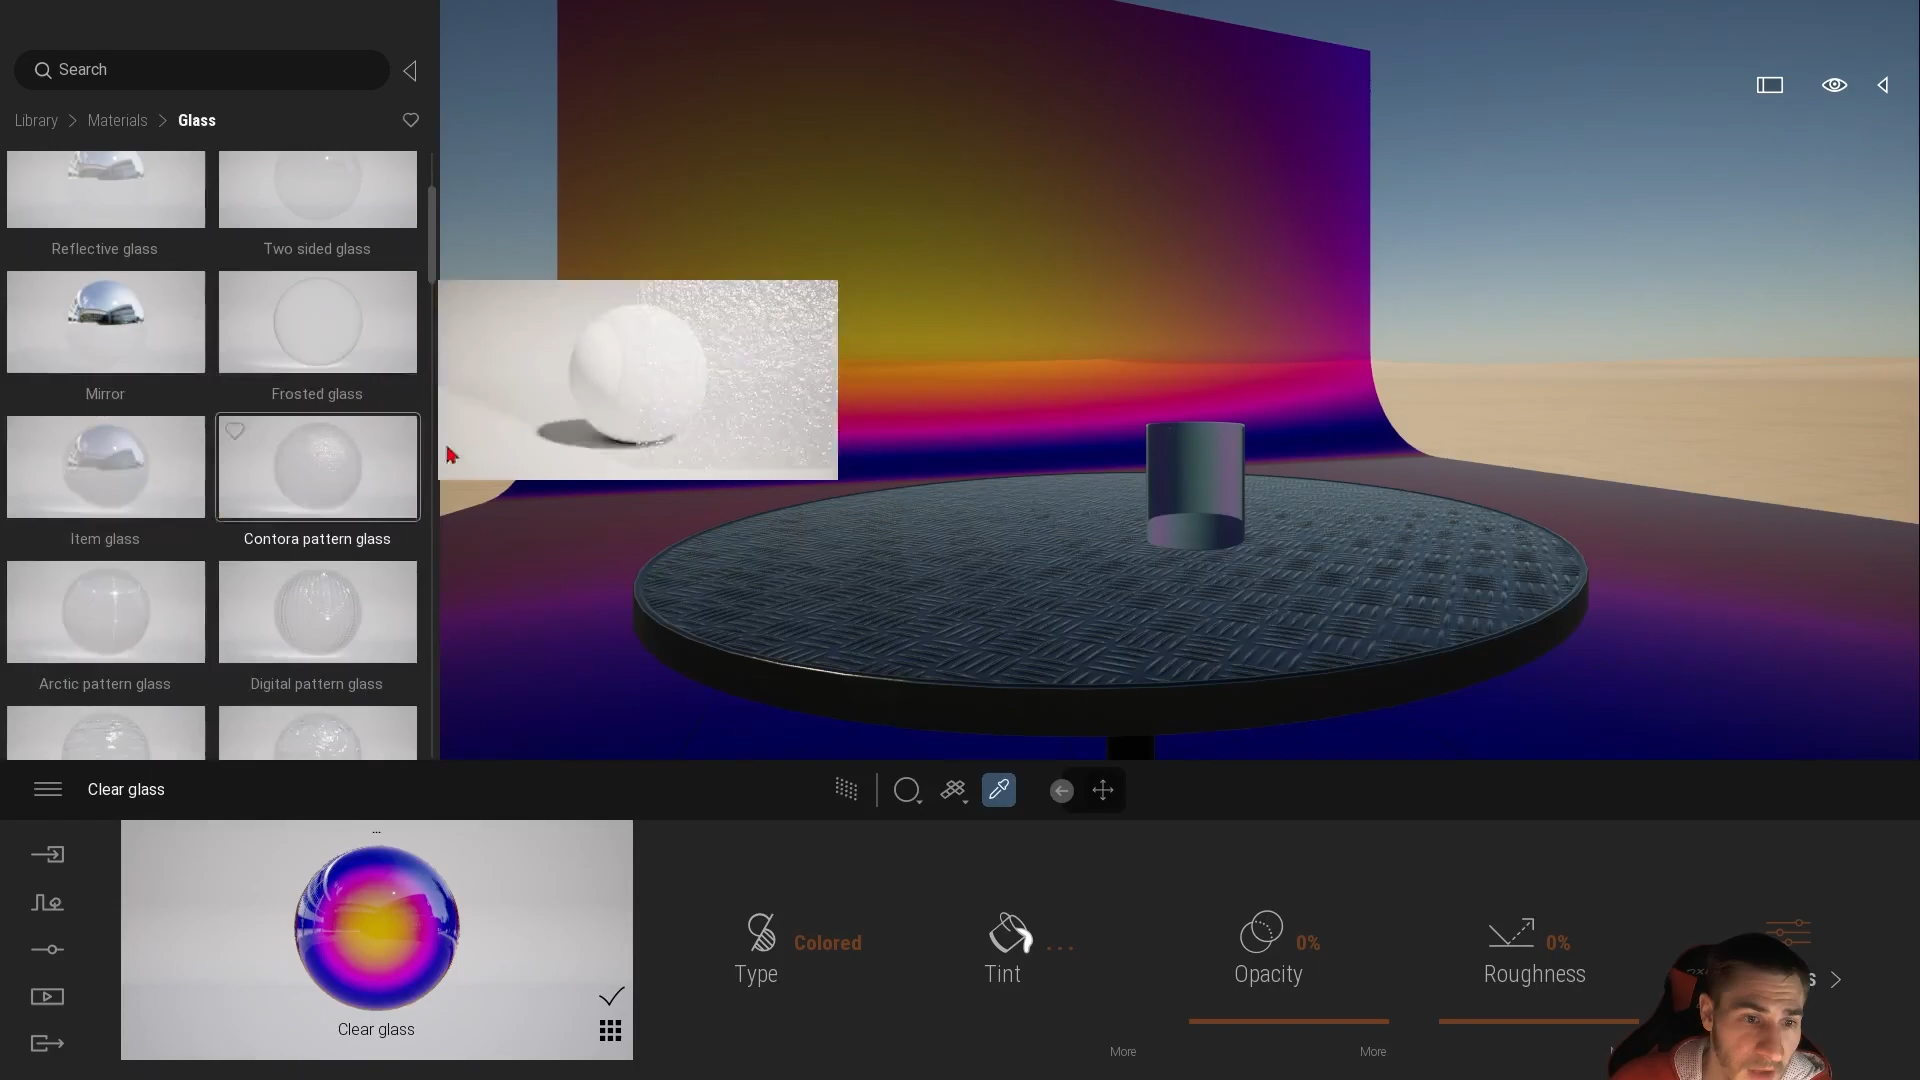 Search
Library
Materials
Glass
Reflective glass
Two sided glass
Mirror
Frosted glass
Item glass
Contora pattern glass
Arctic pattern glass
Digital pattern glass
Clear glass
...
Clear glass
Colored
Type
. . .
Tint
0%
Opacity
0%
Roughness
More
More